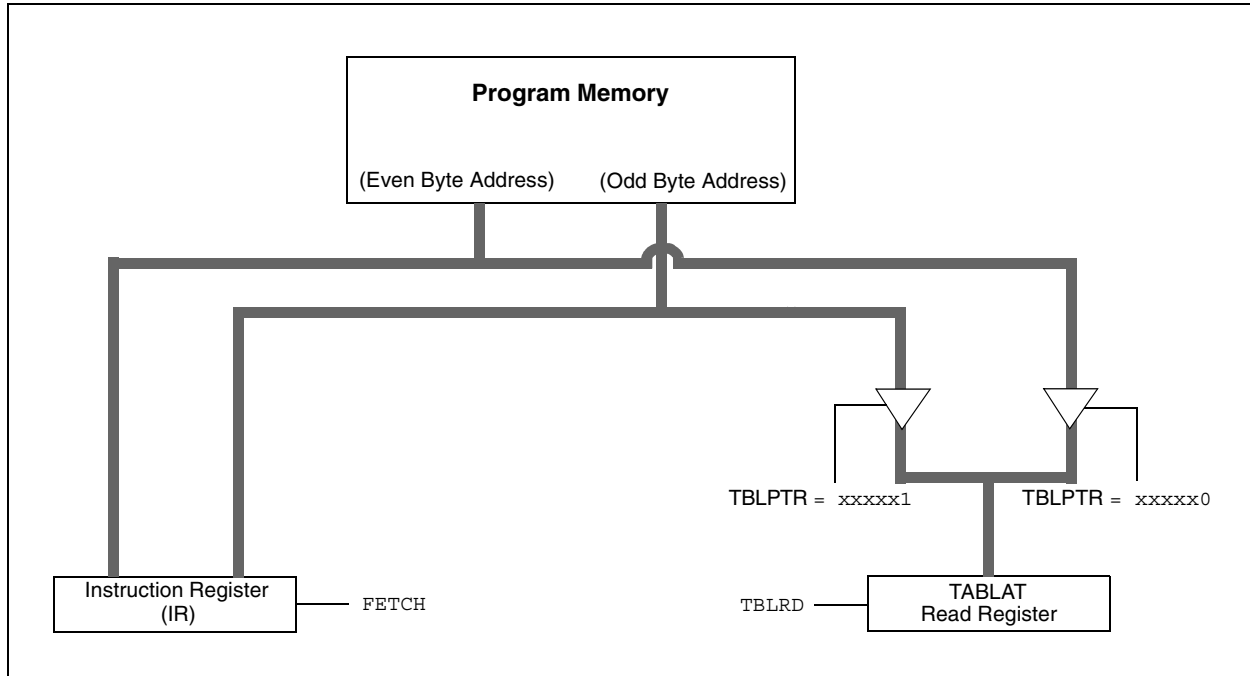 Program Memory
(Even Byte Address) (Odd Byte Address)
TBLPTR = xxxxx1 TBLPTR = xxxxx0
Instruction Register
(IR)
FETCH
TBLRD
TABLAT
Read Register